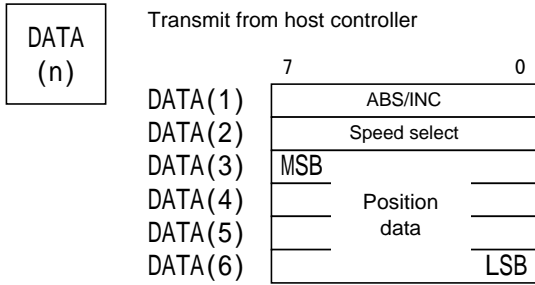 DATA
(n)
Transmit from host controller
7 0
DATA(1) ABS/INC
DATA(2) Speed select
DATA(3) MSB
DATA(4) Position
DATA(5) data
DATA(6) LSB